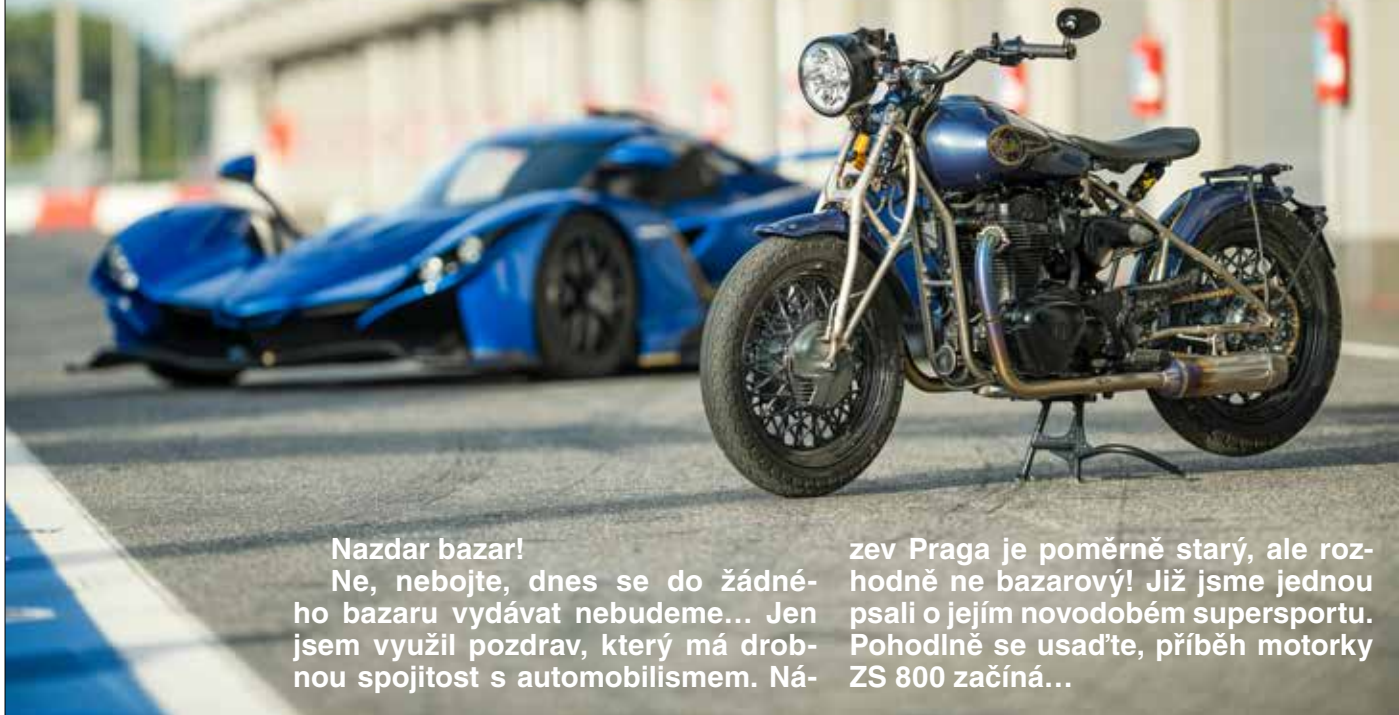 Nazdar bazar!
Ne, nebojte, dnes se do žádné-
ho bazaru vydávat nebudeme... Jen
jsem využil pozdrav, který má drob-
nou spojitost s automobilismem. Ná-
zev Praga je poměrně starý, ale roz-
hodně ne bazarový! Již jsme jednou
psali o jejím novodobém supersportu.
Pohodlně se usaďte, příběh motorky
ZS 800 začíná...